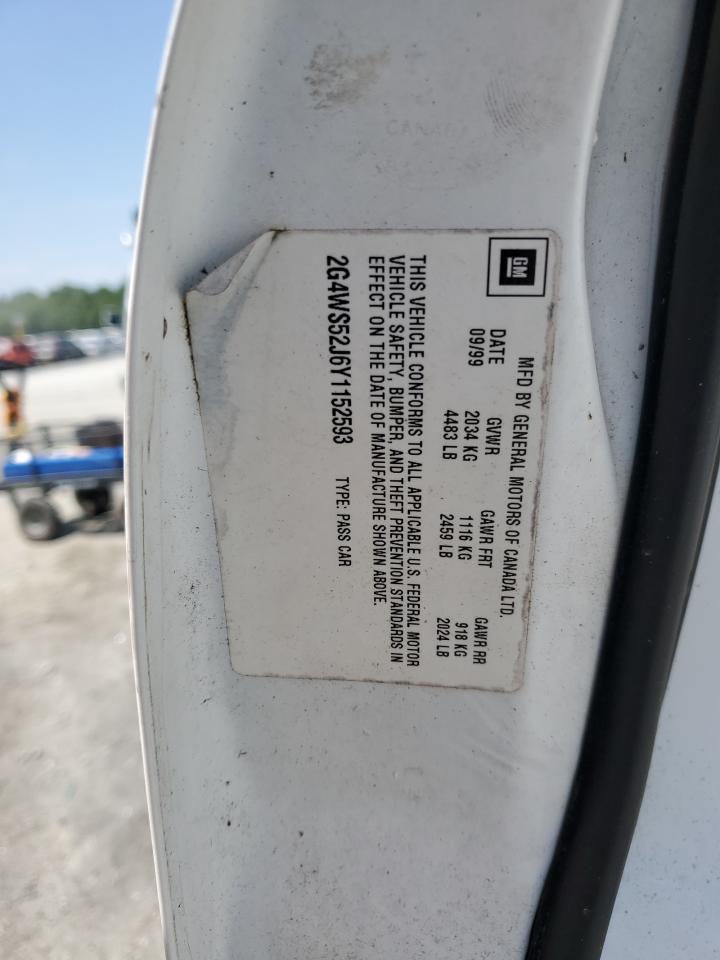 GM
MFD BY GENERAL MOTORS OF CANADA LTD.
DATE GVWR GAWR FRT GAWR RR
09/99 2034 KG 1116 KG 918 KG
4483 LB 2459 LB 2024 LB
THIS VEHICLE CONFORMS TO ALL APPLICABLE U.S. FEDERAL MOTOR
VEHICLE SAFETY, BUMPER, AND THEFT PREVENTION STANDARDS IN
EFFECT ON THE DATE OF MANUFACTURE SHOWN ABOVE.
2G4WS52J6Y1152593 TYPE: PASS CAR
CANADA